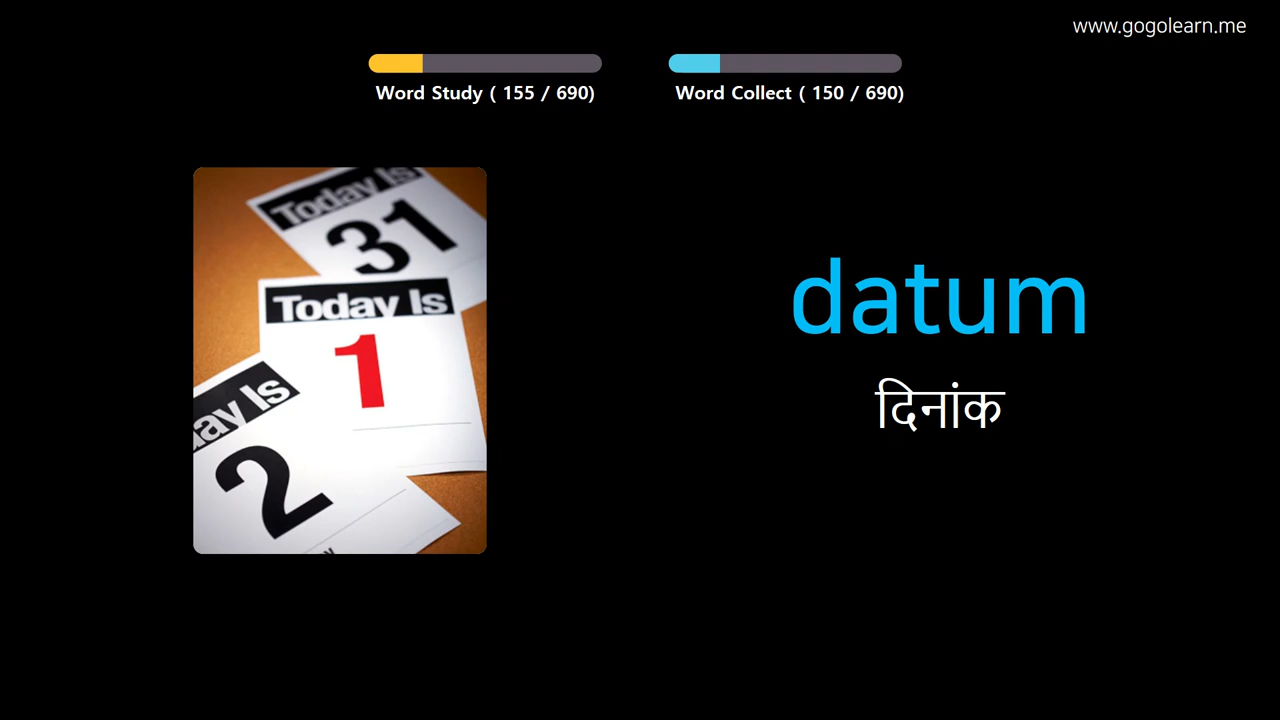 www.gogolearn.me
Word Study ( 155 / 690)
Word Collect ( 150 / 690)
Today Is
31
Today Is
1
ay Is
2
datum
दिनांक